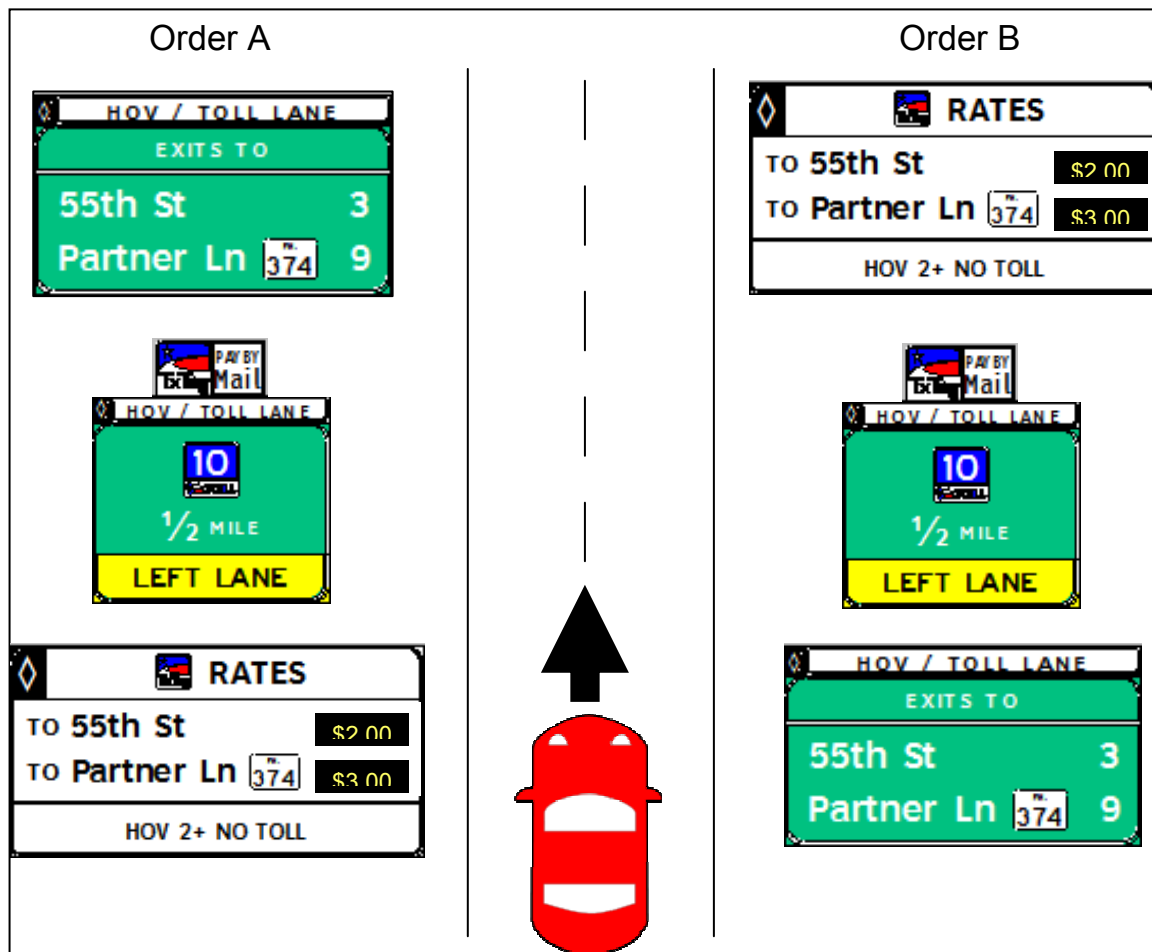 Order A
HOV / TOLL LANE
EXITS TO
55th St 3
Partner Ln 374 9
PAY BY
Mail
HOV / TOLL LANE
10
1/2 MILE
LEFT LANE
RATES
TO 55th St $2.00
TO Partner Ln 374 $3.00
HOV 2+ NO TOLL
Order B
RATES
TO 55th St $2.00
TO Partner Ln 374 $3.00
HOV 2+ NO TOLL
PAY BY
Mail
HOV / TOLL LANE
10
1/2 MILE
LEFT LANE
HOV / TOLL LANE
EXITS TO
55th St 3
Partner Ln 374 9